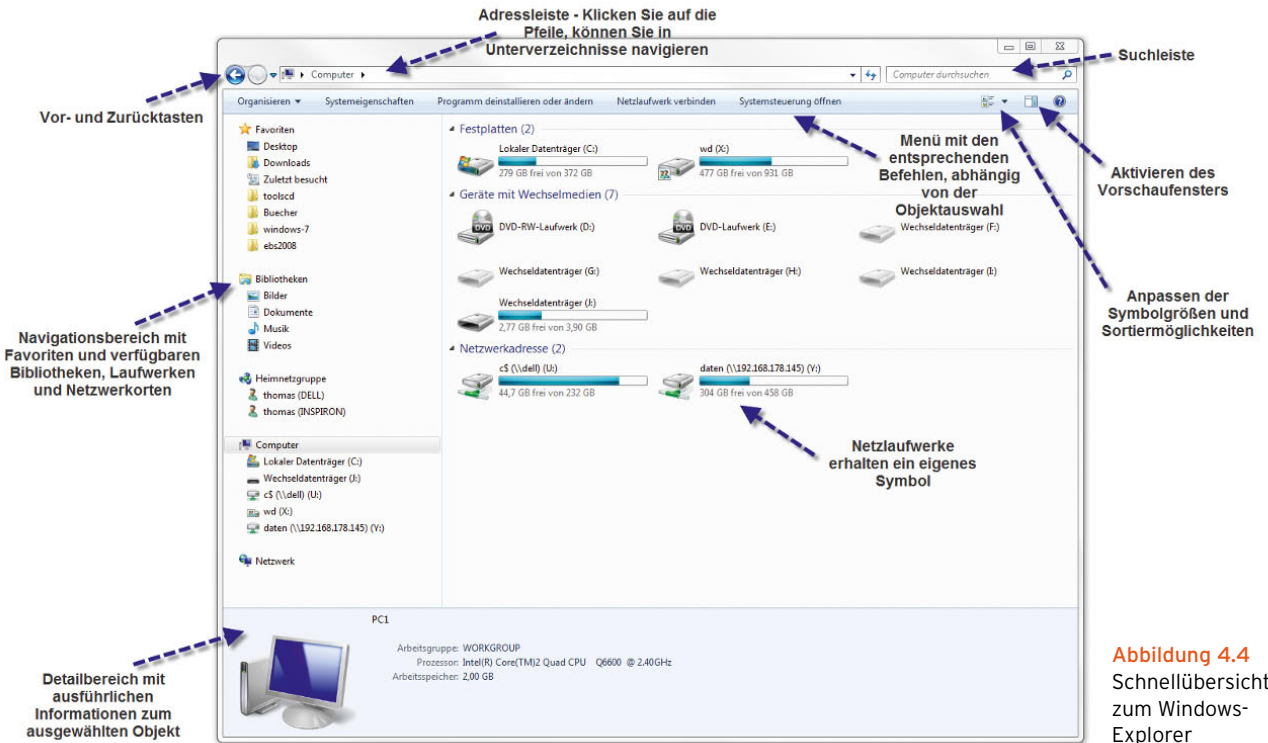 Adressleiste - Klicken Sie auf die
Pfeile, können Sie in
Unterverzeichnisse navigieren
Suchleiste
Vor- und Zurücktasten
Computer
Computer durchsuchen
Organisieren
Systemeigenschaften
Programm deinstallieren oder ändern
Netzlaufwerk verbinden
Systemsteuerung öffnen
Menü mit den
entsprechenden
Befehlen, abhängig
von der
Objektauswahl
Aktivieren des
Vorschaufensters
Anpassen der
Symbolgrößen und
Sortiermöglichkeiten
Navigationsbereich mit
Favoriten und verfügbaren
Bibliotheken, Laufwerken
und Netzwerkorten
Favoriten
Desktop
Downloads
Zuletzt besucht
toolscd
Buecher
windows-7
ebs2008
Bibliotheken
Bilder
Dokumente
Musik
Videos
Heimnetzgruppe
thomas (DELL)
thomas (INSPIRON)
Computer
Lokaler Datenträger (C:)
Wechseldatenträger (J:)
c$ (\\dell) (U:)
wd (X:)
daten (\\192.168.178.145) (Y:)
Netzwerk
Festplatten (2)
Lokaler Datenträger (C:)
279 GB frei von 372 GB
wd (X:)
477 GB frei von 931 GB
Geräte mit Wechselmedien (7)
DVD
DVD-RW-Laufwerk (D:)
DVD
DVD-Laufwerk (E:)
Wechseldatenträger (F:)
Wechseldatenträger (G:)
Wechseldatenträger (H:)
Wechseldatenträger (I:)
Wechseldatenträger (J:)
2,77 GB frei von 3,90 GB
Netzwerkadresse (2)
c$ (\\dell) (U:)
44,7 GB frei von 232 GB
daten (\\192.168.178.145) (Y:)
304 GB frei von 458 GB
Netzlaufwerke
erhalten ein eigenes
Symbol
PC1
Arbeitsgruppe: WORKGROUP
Prozessor: Intel(R) Core(TM)2 Quad CPU Q6600 @ 2.40GHz
Arbeitsspeicher: 2,00 GB
Detailbereich mit
ausführlichen
Informationen zum
ausgewählten Objekt
Abbildung 4.4
Schnellübersicht
zum Windows-
Explorer